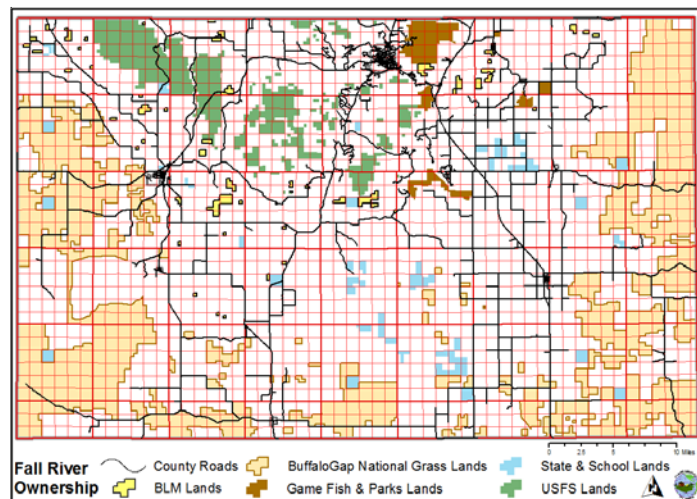 0 2.5 5 10 Miles
Fall River
Ownership
County Roads
BuffaloGap National Grass Lands
State & School Lands
BLM Lands
Game Fish & Parks Lands
USFS Lands